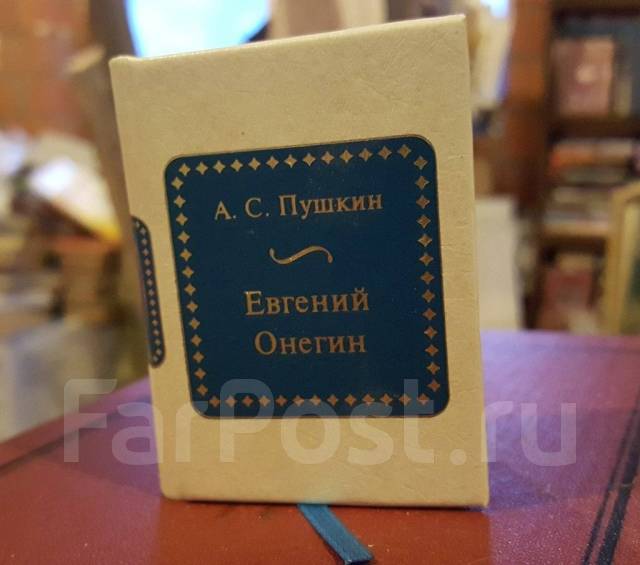 А. С. Пушкин
Евгений
Онегин
FarPost.ru